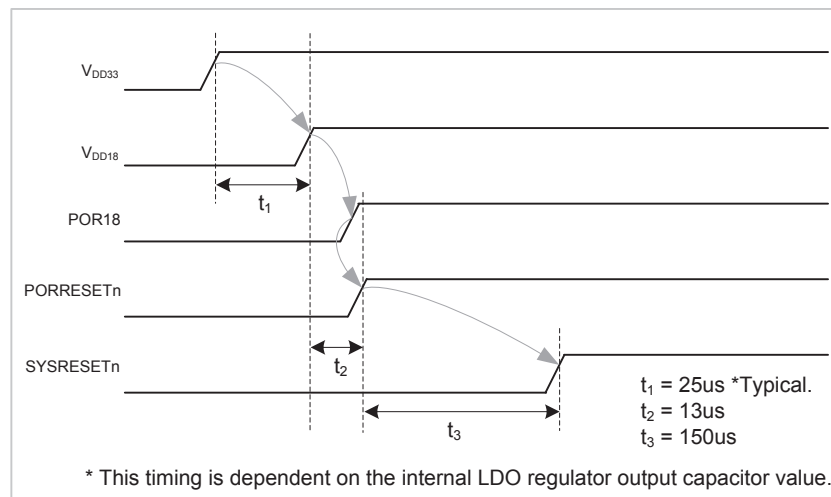 VDD33
VDD18
t1
POR18
PORRESETn
t2
SYSRESETn
t3
t1 = 25us *Typical.
t2 = 13us
t3 = 150us
* This timing is dependent on the internal LDO regulator output capacitor value.